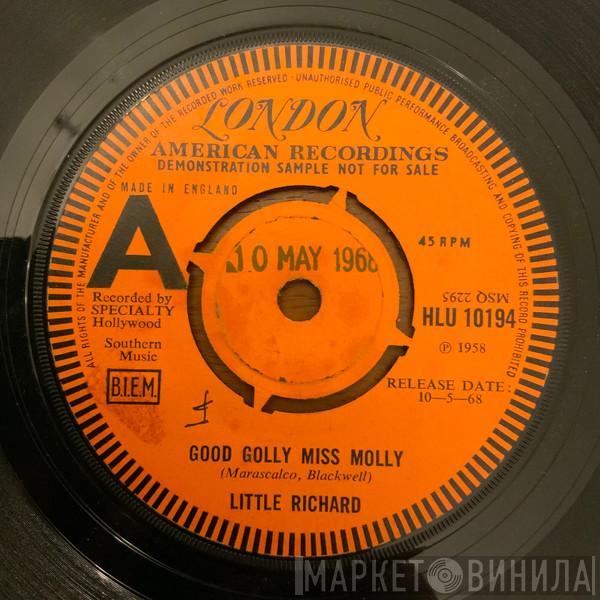 ALL RIGHTS OF THE MANUFACTURER AND OF THE OWNER OF THE RECORDED WORK RESERVED · UNAUTHORISED PUBLIC PERFORMANCE BROADCASTING AND COPYING OF THIS RECORD PROHIBITED
LONDON
AMERICAN RECORDINGS
DEMONSTRATION SAMPLE NOT FOR SALE
MADE IN ENGLAND
A
10 MAY 1968
45 RPM
MSQ 2295
HLU 10194
Ⓟ 1958
Recorded by
SPECIALTY
Hollywood
Southern
Music
B.I.E.M.
RELEASE DATE:
10—5—68
GOOD GOLLY MISS MOLLY
(Marascalco, Blackwell)
LITTLE RICHARD
МАРКЕТ ВИНИЛА